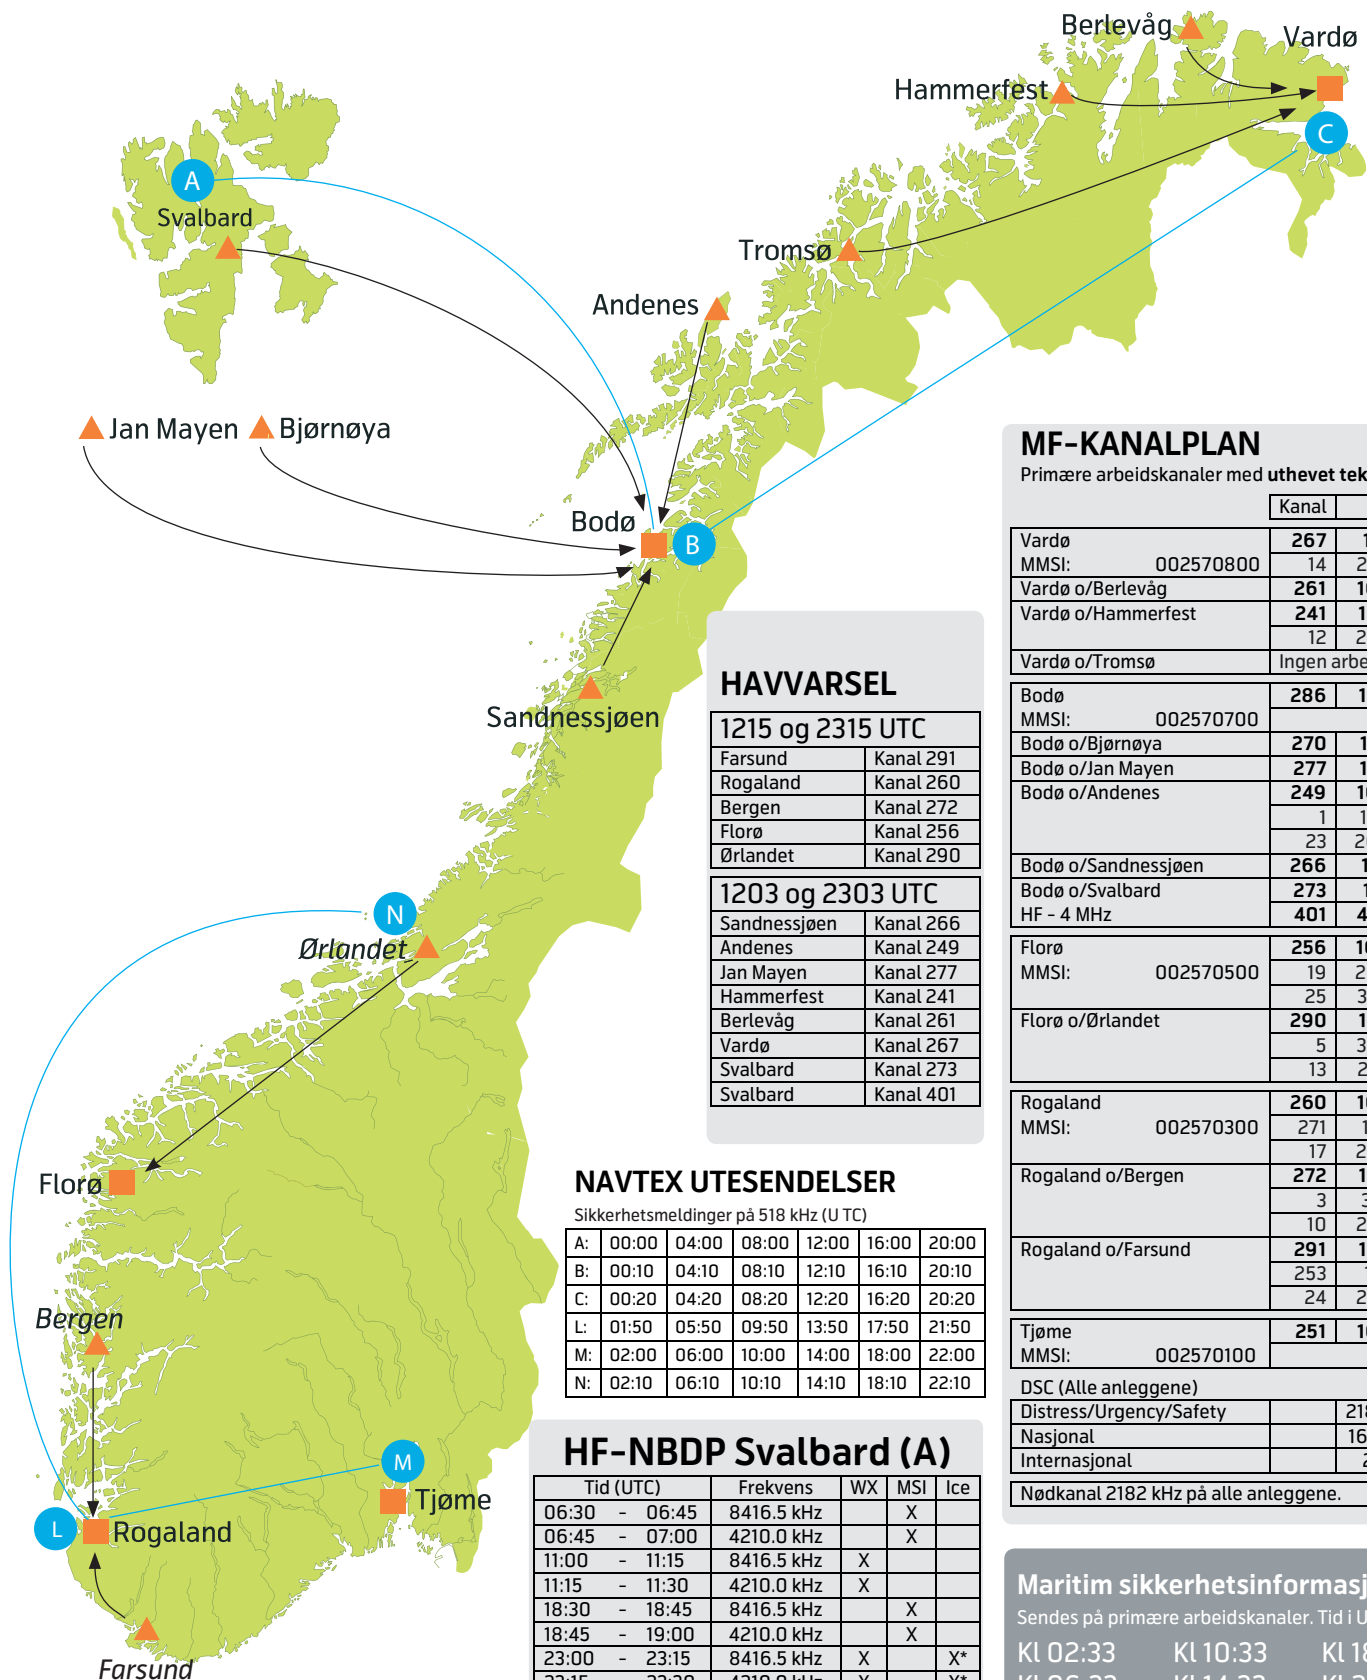 Berlevåg
Vardø
Hammerfest
C
A
Svalbard
Tromsø
Andenes
Jan Mayen
Bjørnøya
Bodø
B
Sandnessjøen
N
Ørlandet
Florø
Bergen
M
Tjøme
L
Rogaland
Farsund
HAVVARSEL
1215 og 2315 UTC
Farsund Kanal 291
Rogaland Kanal 260
Bergen Kanal 272
Florø Kanal 256
Ørlandet Kanal 290
1203 og 2303 UTC
Sandnessjøen Kanal 266
Andenes Kanal 249
Jan Mayen Kanal 277
Hammerfest Kanal 241
Berlevåg Kanal 261
Vardø Kanal 267
Svalbard Kanal 273
Svalbard Kanal 401
NAVTEX UTESENDELSER
Sikkerhetsmeldinger på 518 kHz (U TC)
A: 00:00 04:00 08:00 12:00 16:00 20:00
B: 00:10 04:10 08:10 12:10 16:10 20:10
C: 00:20 04:20 08:20 12:20 16:20 20:20
L: 01:50 05:50 09:50 13:50 17:50 21:50
M: 02:00 06:00 10:00 14:00 18:00 22:00
N: 02:10 06:10 10:10 14:10 18:10 22:10
HF-NBDP Svalbard (A)
Tid (UTC) Frekvens WX MSI Ice
06:30 - 06:45 8416.5 kHz X
06:45 - 07:00 4210.0 kHz X
11:00 - 11:15 8416.5 kHz X
11:15 - 11:30 4210.0 kHz X
18:30 - 18:45 8416.5 kHz X
18:45 - 19:00 4210.0 kHz X
23:00 - 23:15 8416.5 kHz X X*
MF-KANALPLAN
Primære arbeidskanaler med uthevet
Kanal
Vardø 267
MMSI: 002570800 14
Vardø o/Berlevåg 261
Vardø o/Hammerfest 241
12
Vardø o/Tromsø Ingen
Bodø 286
MMSI: 002570700
Bodø o/Bjørnøya 270
Bodø o/Jan Mayen 277
Bodø o/Andenes 249
1
23
Bodø o/Sandnessjøen 266
Bodø o/Svalbard 273
HF - 4 MHz 401
Florø 256
MMSI: 002570500 19
25
Florø o/Ørlandet 290
5
13
Rogaland 260
MMSI: 002570300 271
17
Rogaland o/Bergen 272
3
10
Rogaland o/Farsund 291
253
24
Tjøme 251
MMSI: 002570100
DSC (Alle anleggene)
Distress/Urgency/Safety
Nasjonal
Internasjonal
Nødkanal 2182 kHz på alle anleggene.
Maritim
Sendes på primære arbeidskanaler. Tid i
Kl 02:33 Kl 10:33 Kl